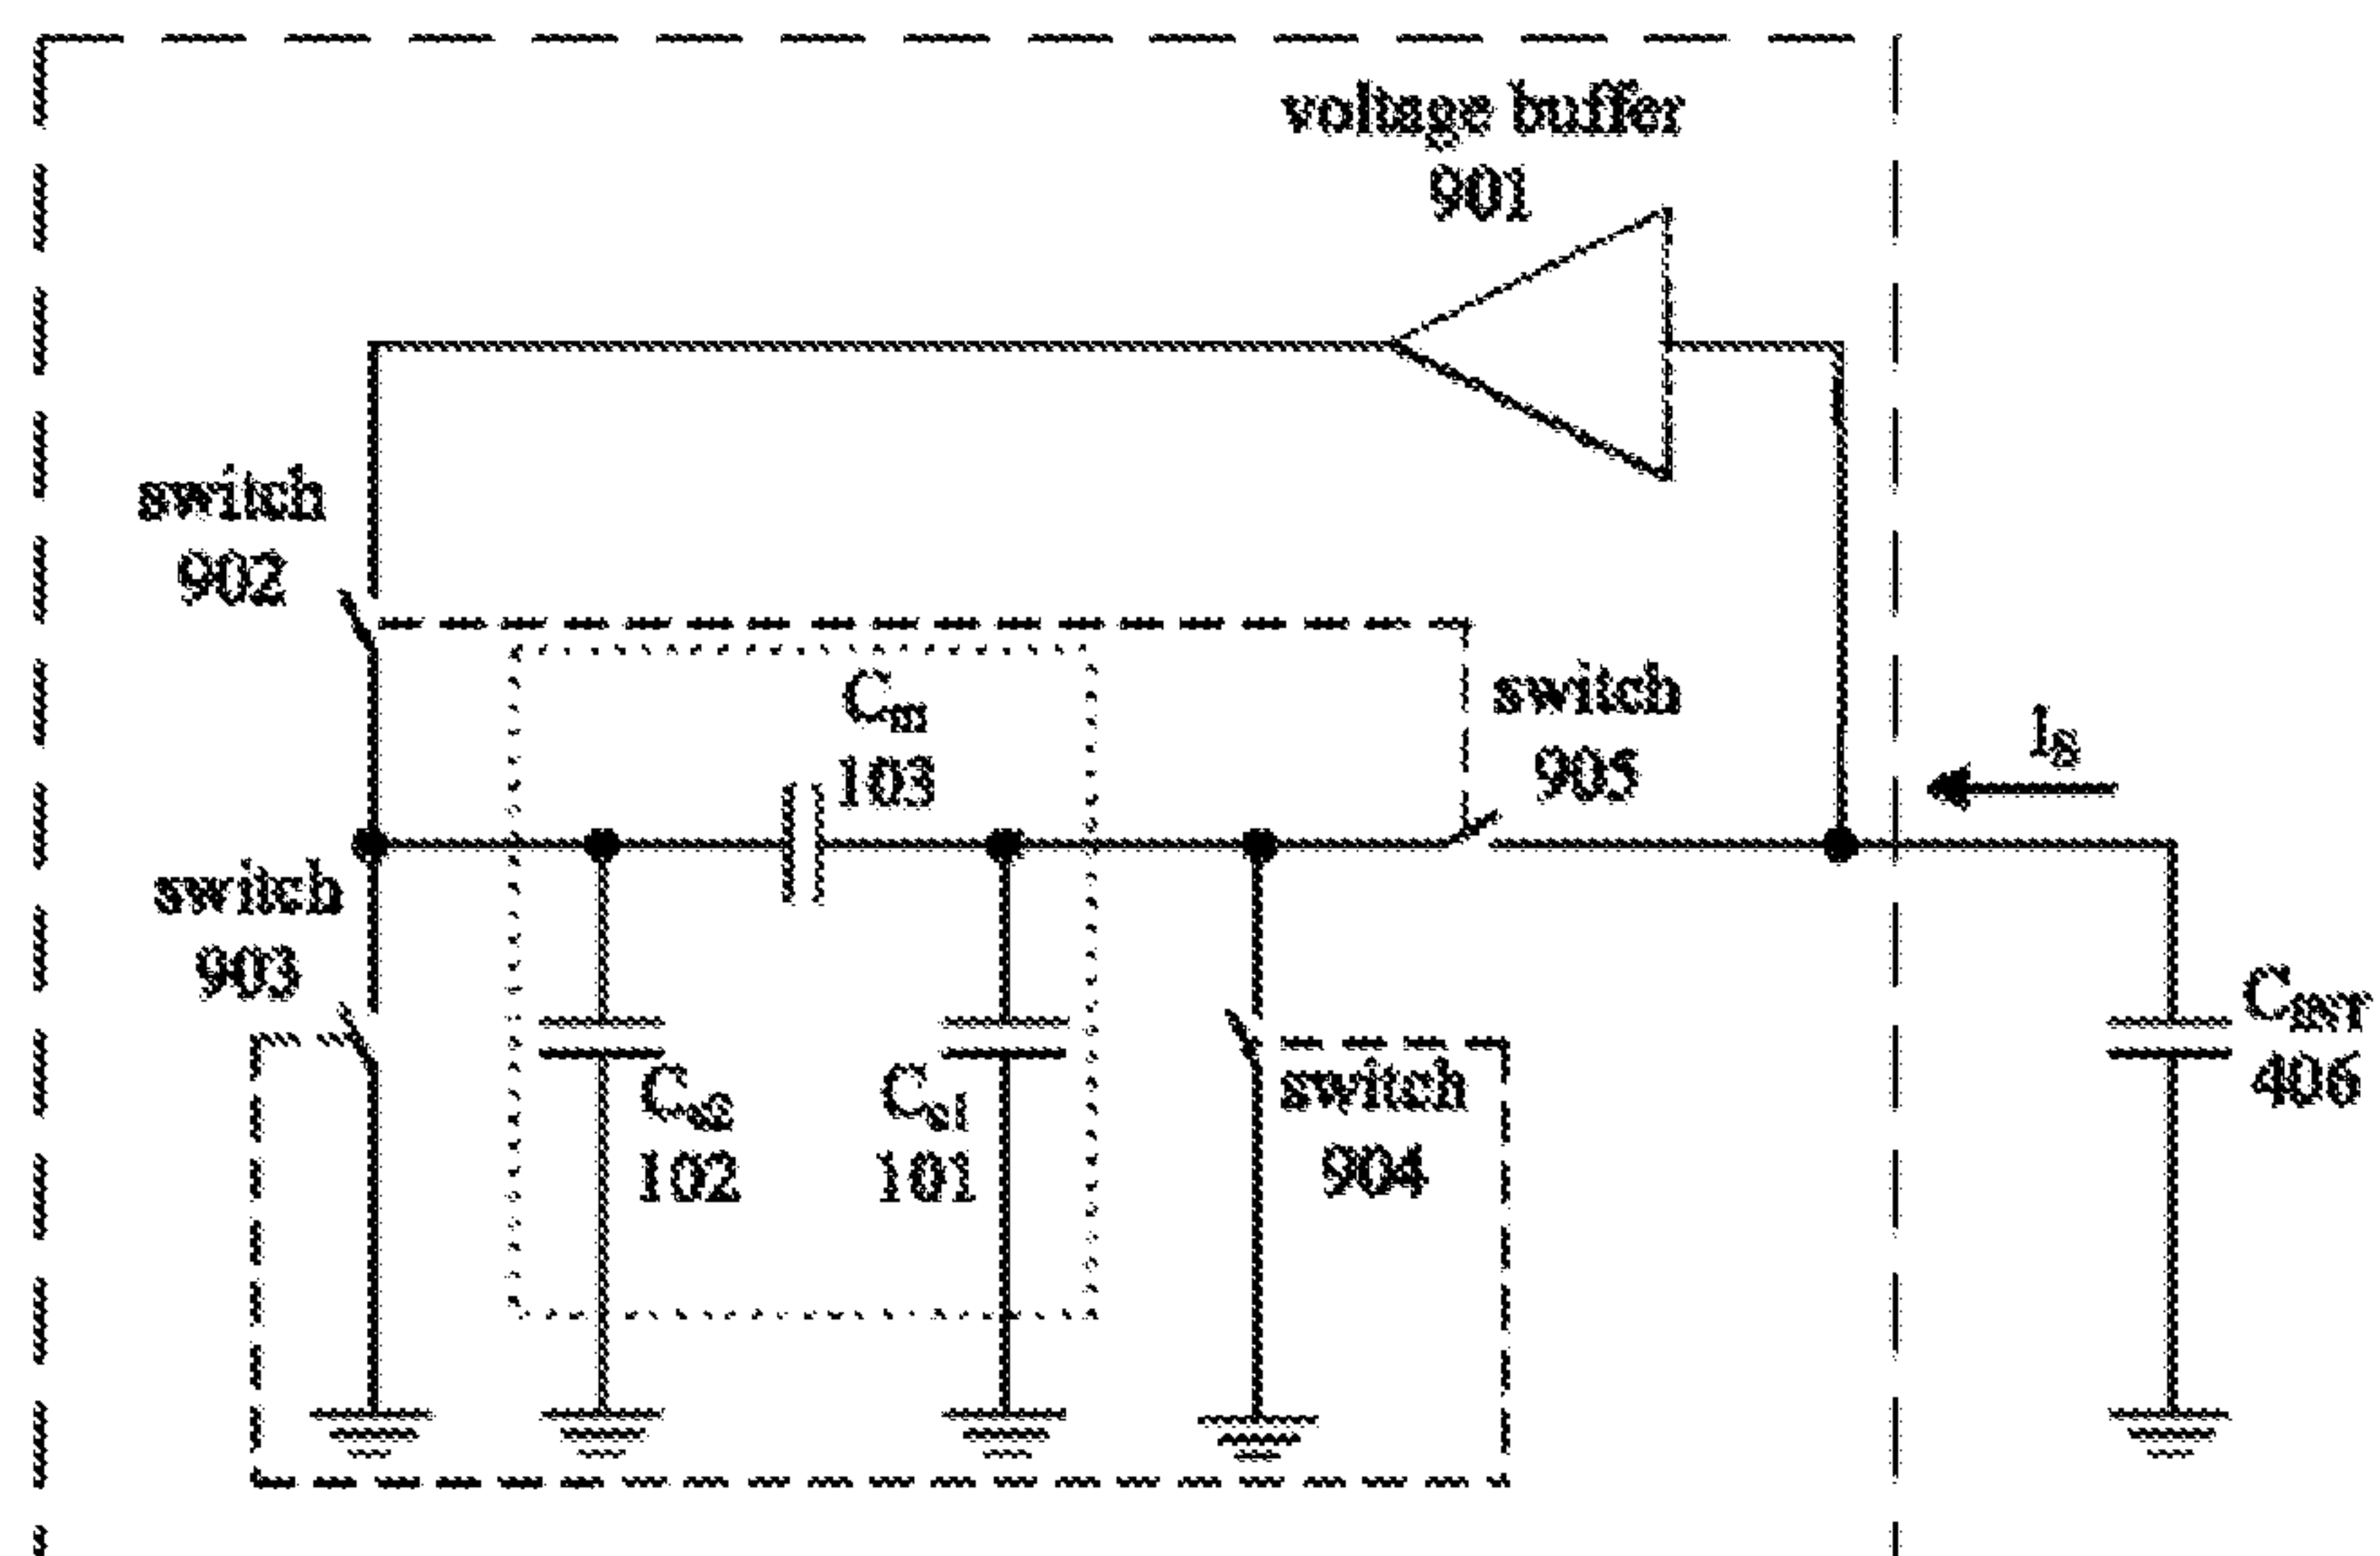 voltage buffer
901
switch
902
Cm
103
switch
905
IS
switch
903
CINT
406
Cs2
102
Cs1
101
switch
904